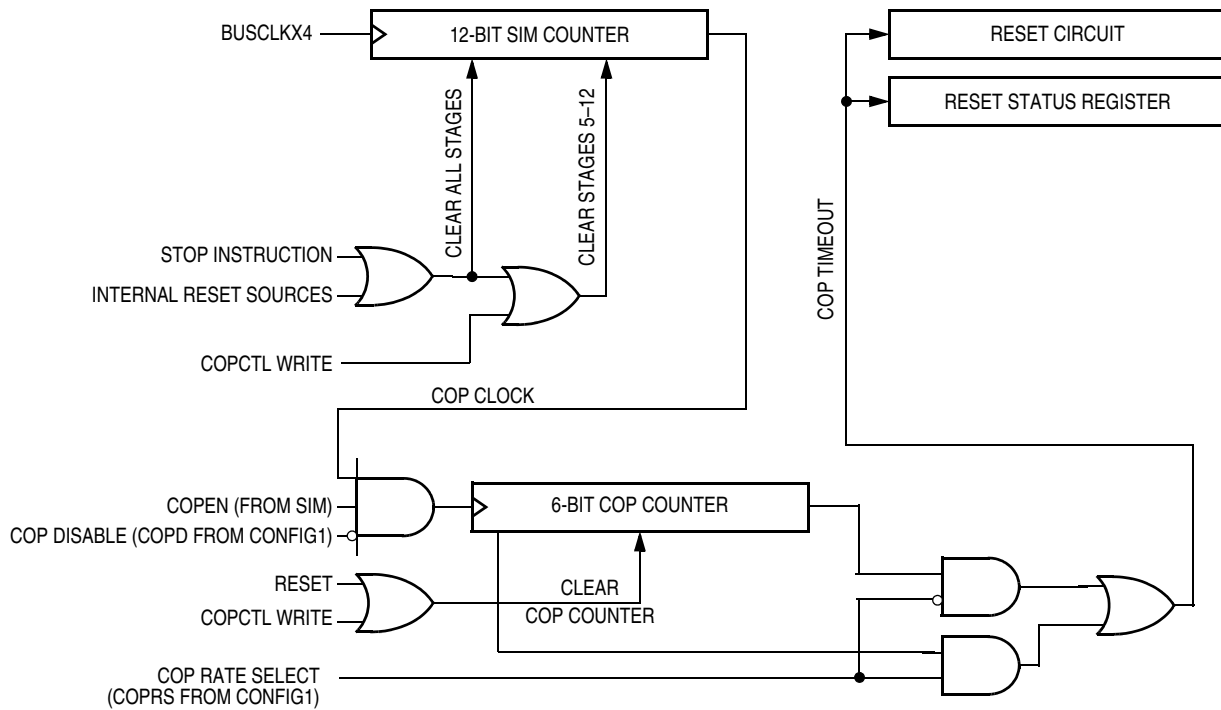 BUSCLKX4
12-BIT SIM COUNTER
RESET CIRCUIT
RESET STATUS REGISTER
CLEAR ALL STAGES
CLEAR STAGES 5–12
COP TIMEOUT
STOP INSTRUCTION
INTERNAL RESET SOURCES
COPCTL WRITE
COP CLOCK
COPEN (FROM SIM)
COP DISABLE (COPD FROM CONFIG1)
6-BIT COP COUNTER
RESET
COPCTL WRITE
CLEAR
COP COUNTER
COP RATE SELECT
(COPRS FROM CONFIG1)